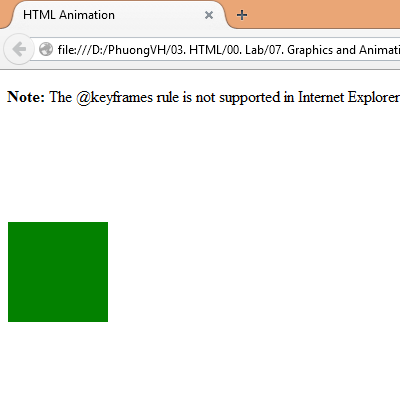 HTML Animation
file:///D:/PhuongVH/03. HTML/00. Lab/07. Graphics and Animati
Note: The @keyframes rule is not supported in Internet Explorer